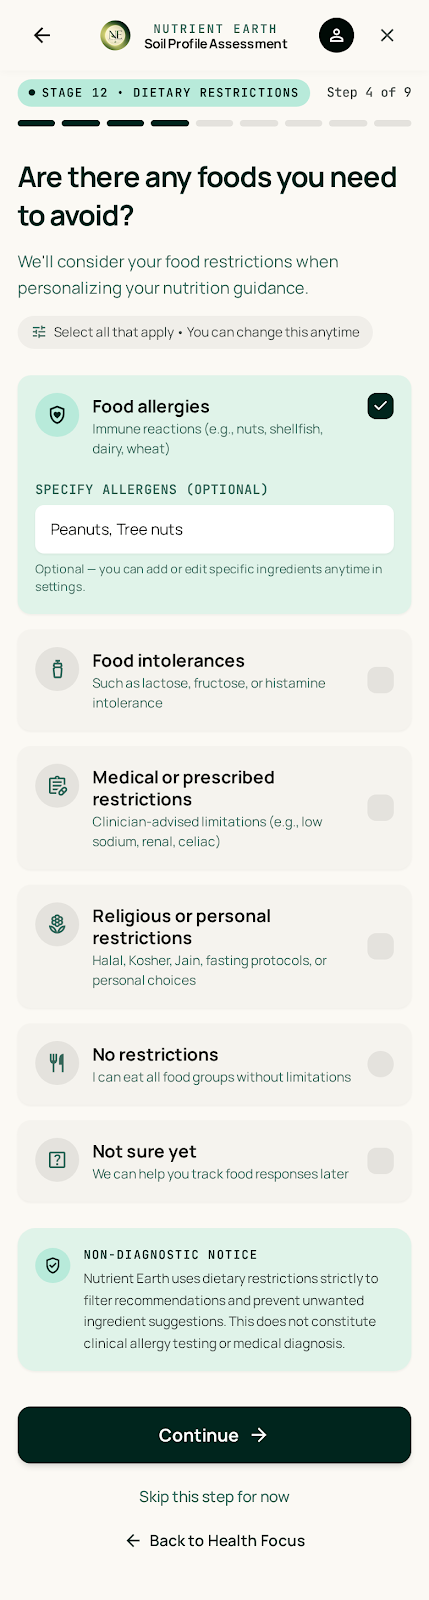 NUTRIENT EARTH
Soil Profile Assessment
NE
STAGE 12 • DIETARY RESTRICTIONS
Step 4 of 9
Are there any foods you need
to avoid?
We'll consider your food restrictions when
personalizing your nutrition guidance.
Select all that apply • You can change this anytime
Food allergies
Immune reactions (e.g., nuts, shellfish,
dairy, wheat)
SPECIFY ALLERGENS (OPTIONAL)
Peanuts, Tree nuts
Optional — you can add or edit specific ingredients anytime in
settings.
Food intolerances
Such as lactose, fructose, or histamine
intolerance
Medical or prescribed
restrictions
Clinician-advised limitations (e.g., low
sodium, renal, celiac)
Religious or personal
restrictions
Halal, Kosher, Jain, fasting protocols, or
personal choices
No restrictions
I can eat all food groups without limitations
Not sure yet
We can help you track food responses later
NON-DIAGNOSTIC NOTICE
Nutrient Earth uses dietary restrictions strictly to
filter recommendations and prevent unwanted
ingredient suggestions. This does not constitute
clinical allergy testing or medical diagnosis.
Continue →
Skip this step for now
← Back to Health Focus